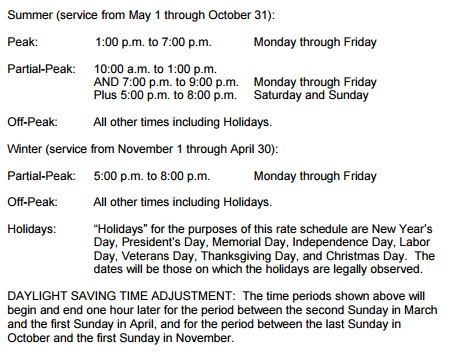 Summer (service from May 1 through October 31):
Peak: 1:00 p.m. to 7:00 p.m. Monday through Friday
Partial-Peak: 10:00 a.m. to 1:00 p.m.
AND 7:00 p.m. to 9:00 p.m. Monday through Friday
Plus 5:00 p.m. to 8:00 p.m. Saturday and Sunday
Off-Peak: All other times including Holidays.
Winter (service from November 1 through April 30):
Partial-Peak: 5:00 p.m. to 8:00 p.m. Monday through Friday
Off-Peak: All other times including Holidays.
Holidays: “Holidays” for the purposes of this rate schedule are New Year’s
Day, President’s Day, Memorial Day, Independence Day, Labor
Day, Veterans Day, Thanksgiving Day, and Christmas Day. The
dates will be those on which the holidays are legally observed.
DAYLIGHT SAVING TIME ADJUSTMENT: The time periods shown above will
begin and end one hour later for the period between the second Sunday in March
and the first Sunday in April, and for the period between the last Sunday in
October and the first Sunday in November.